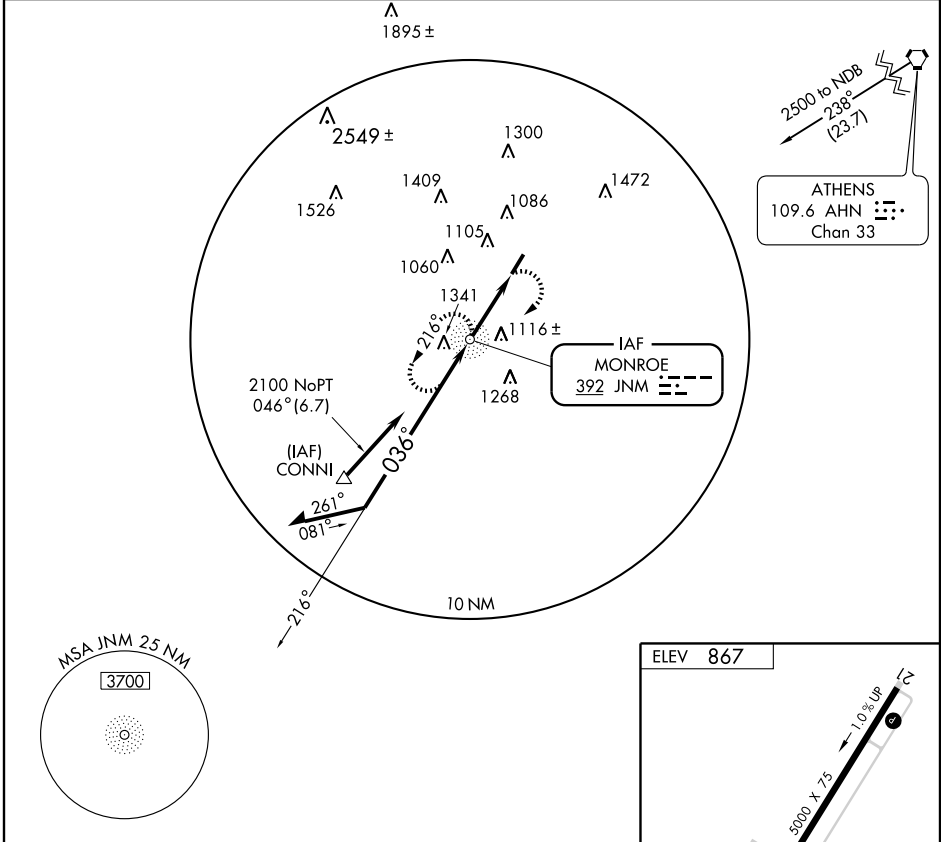 1895 ±
2549 ±
1300
1526
1409
1086
1472
1105
1060
1341
216°
1116 ±
1268
2500 to NDB
238°
(23.7)
ATHENS
109.6 AHN
Chan 33
IAF
MONROE
392 JNM
2100 NoPT
046° (6.7)
(IAF)
CONNI
036°
261°
081°
216°
10 NM
MSA JNM 25 NM
3700
ELEV 867
21
1.0% UP
P
5000 X 75